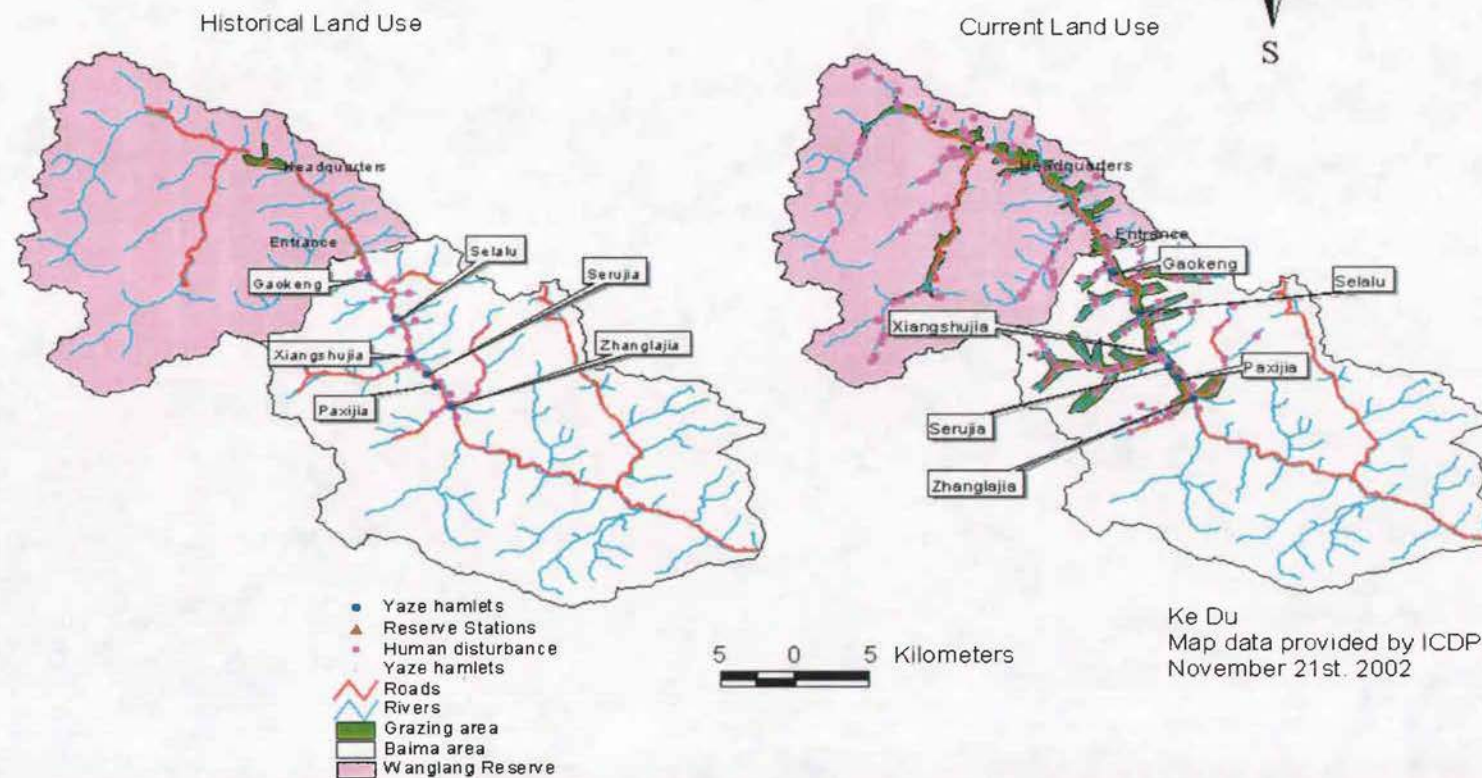 Historical Land Use
Current Land Use
S
Headquarters
Entrance
Selalu
Gaokeng
Serujia
Xiangshujia
Zhanglajia
Paxijia
Headquarters
Entrance
Gaokeng
Selalu
Xiangshujia
Paxijia
Serujia
Zhanglajia
Yaze hamlets
Reserve Stations
Human disturbance
Yaze hamlets
Roads
Rivers
Grazing area
Baima area
Wanglang Reserve
5 0 5 Kilometers
Ke Du
Map data provided by ICDP
November 21st. 2002